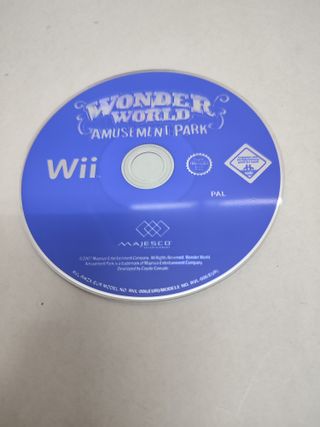 WONDER
WORLD
AMUSEMENT PARK
Wii
PAL
MAJESCO
ENTERTAINMENT
©2007 Majesco Entertainment Company. All Rights Reserved. Wonder World
Amusement Park is a trademark of Majesco Entertainment Company.
Developed by Coyote Console.